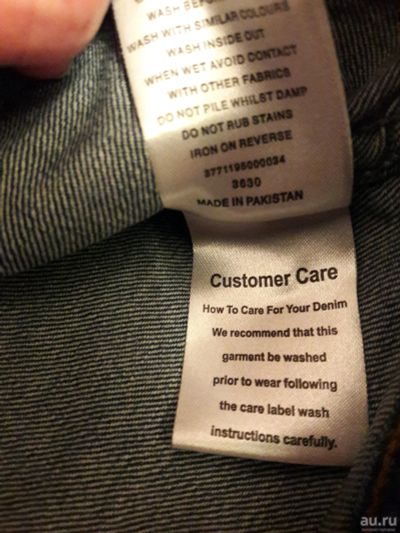 WASH BEFORE
WASH WITH SIMILAR COLOURS
WASH INSIDE OUT
WHEN WET AVOID CONTACT
WITH OTHER FABRICS
DO NOT PILE WHILST DAMP
DO NOT RUB STAINS
IRON ON REVERSE
3771195000034
3630
MADE IN PAKISTAN
Customer Care
How To Care For Your Denim
We recommend that this
garment be washed
prior to wear following
the care label wash
instructions carefully.
au.ru